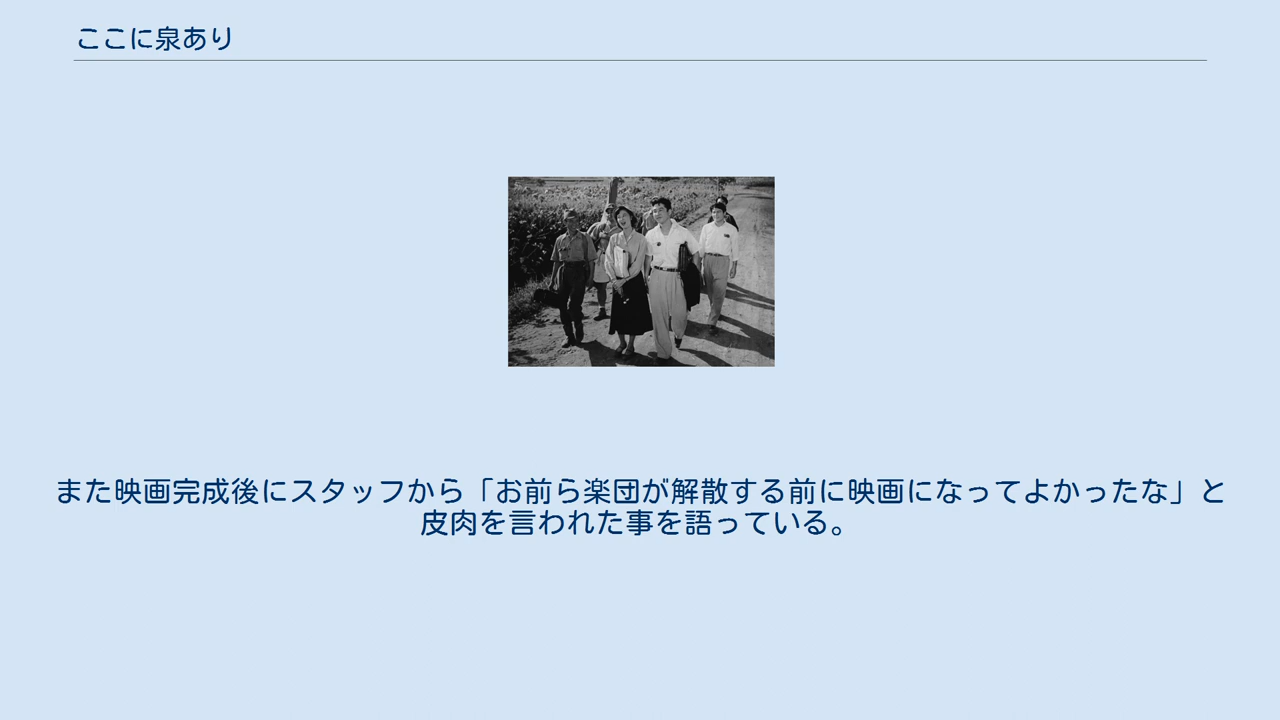 ここに泉あり
また映画完成後にスタッフから「お前ら楽団が解散する前に映画になってよかったな」と
皮肉を言われた事を語っている。